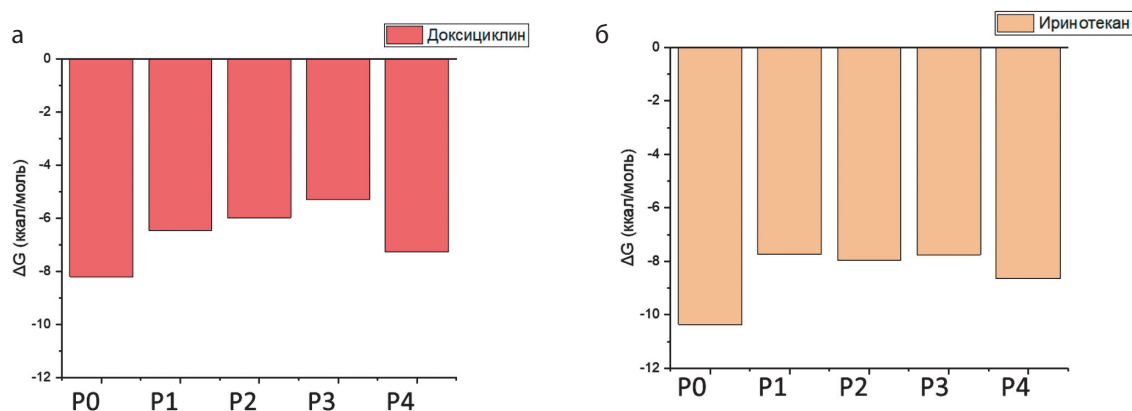 а
Доксициклин
0
-2
-4
-6
-8
-10
-12
ΔG (ккал/моль)
P0 P1 P2 P3 P4
б
Иринотекан
0
-2
-4
-6
-8
-10
-12
ΔG (ккал/моль)
P0 P1 P2 P3 P4